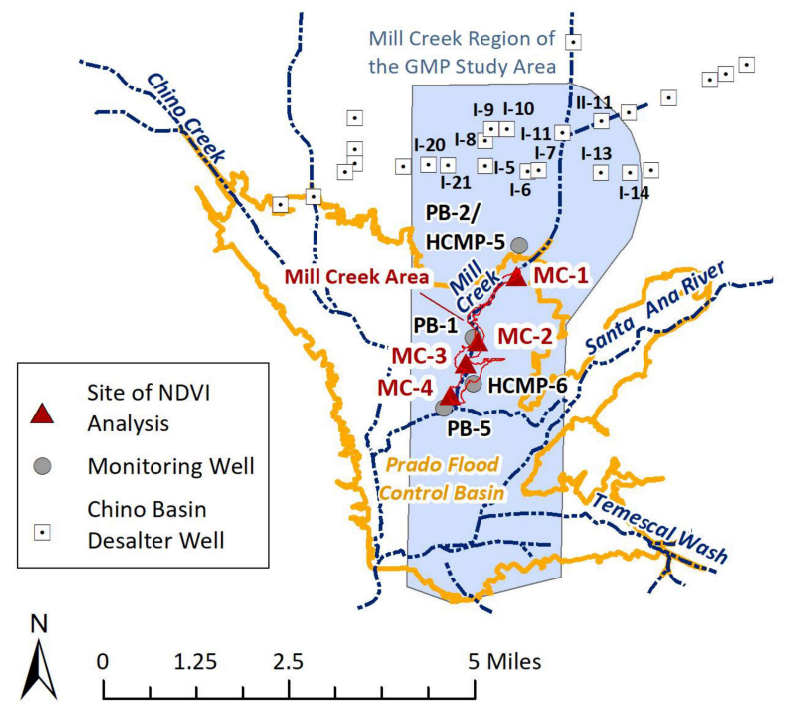 Mill Creek Region of
the GMP Study Area
Chino Creek
I-9
I-10
II-11
I-8
I-11
I-20
I-5
I-7
I-13
I-21
I-6
I-14
PB-2/
HCMP-5
Mill Creek Area
Mill
Creek
MC-1
Santa Ana River
PB-1
MC-2
MC-3
MC-4
HCMP-6
PB-5
Prado Flood
Control Basin
Temescal Wash
Site of NDVI
Analysis
Monitoring Well
Chino Basin
Desalter Well
N
0 1.25 2.5 5 Miles